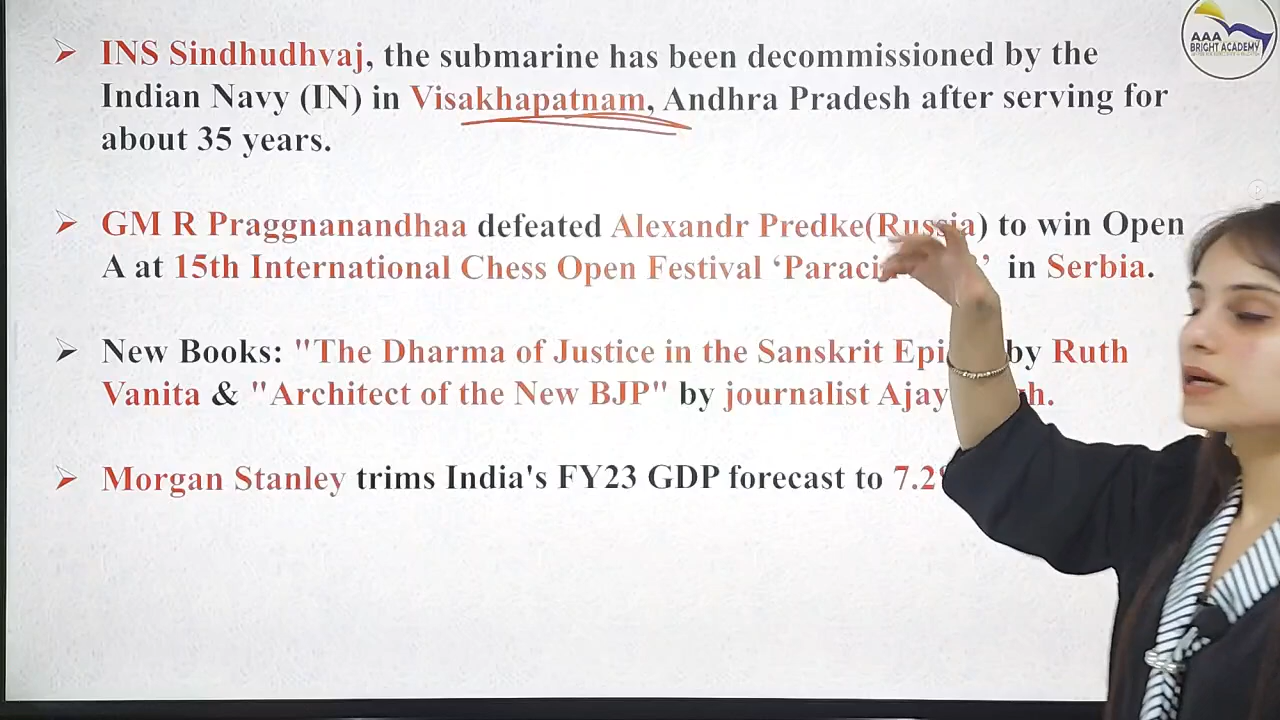 INS Sindhudhvaj, the submarine has been decommissioned by the
Indian Navy (IN) in Visakhapatnam, Andhra Pradesh after serving for
about 35 years.
GM R Praggnanandhaa defeated Alexandr Predke(Russia) to win Open
A at 15th International Chess Open Festival in Serbia.
New Books: "The Dharma of Justice in the Sanskrit by Ruth
Vanita & "Architect of the New BJP" by journalist Ajay
Morgan Stanley trims India's FY23 GDP forecast to
AAA
BRIGHT ACADEMY